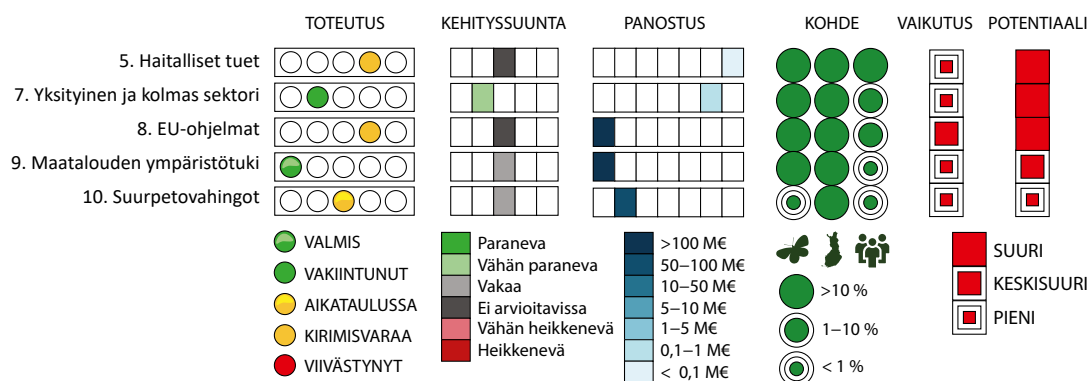 TOTEUTUS KEHITYSSUUNTA PANOSTUS KOHDE VAIKUTUS POTENTIAALI
5. Haitalliset tuet
7. Yksityinen ja kolmas sektori
8. EU-ohjelmat
9. Maatalouden ympäristötuki
10. Suurpetovahingot
VALMIS
VAKIINTUNUT
AIKATAULUSSA
KIRIMISVARAA
VIIVÄSTYNYT
Paraneva
Vähän paraneva
Vakaa
Ei arvioitavissa
Vähän heikkenevä
Heikkenevä
>100 M€
50–100 M€
10–50 M€
5–10 M€
1–5 M€
0,1–1 M€
< 0,1 M€
>10 %
1–10 %
< 1 %
SUURI
KESKISUURI
PIENI